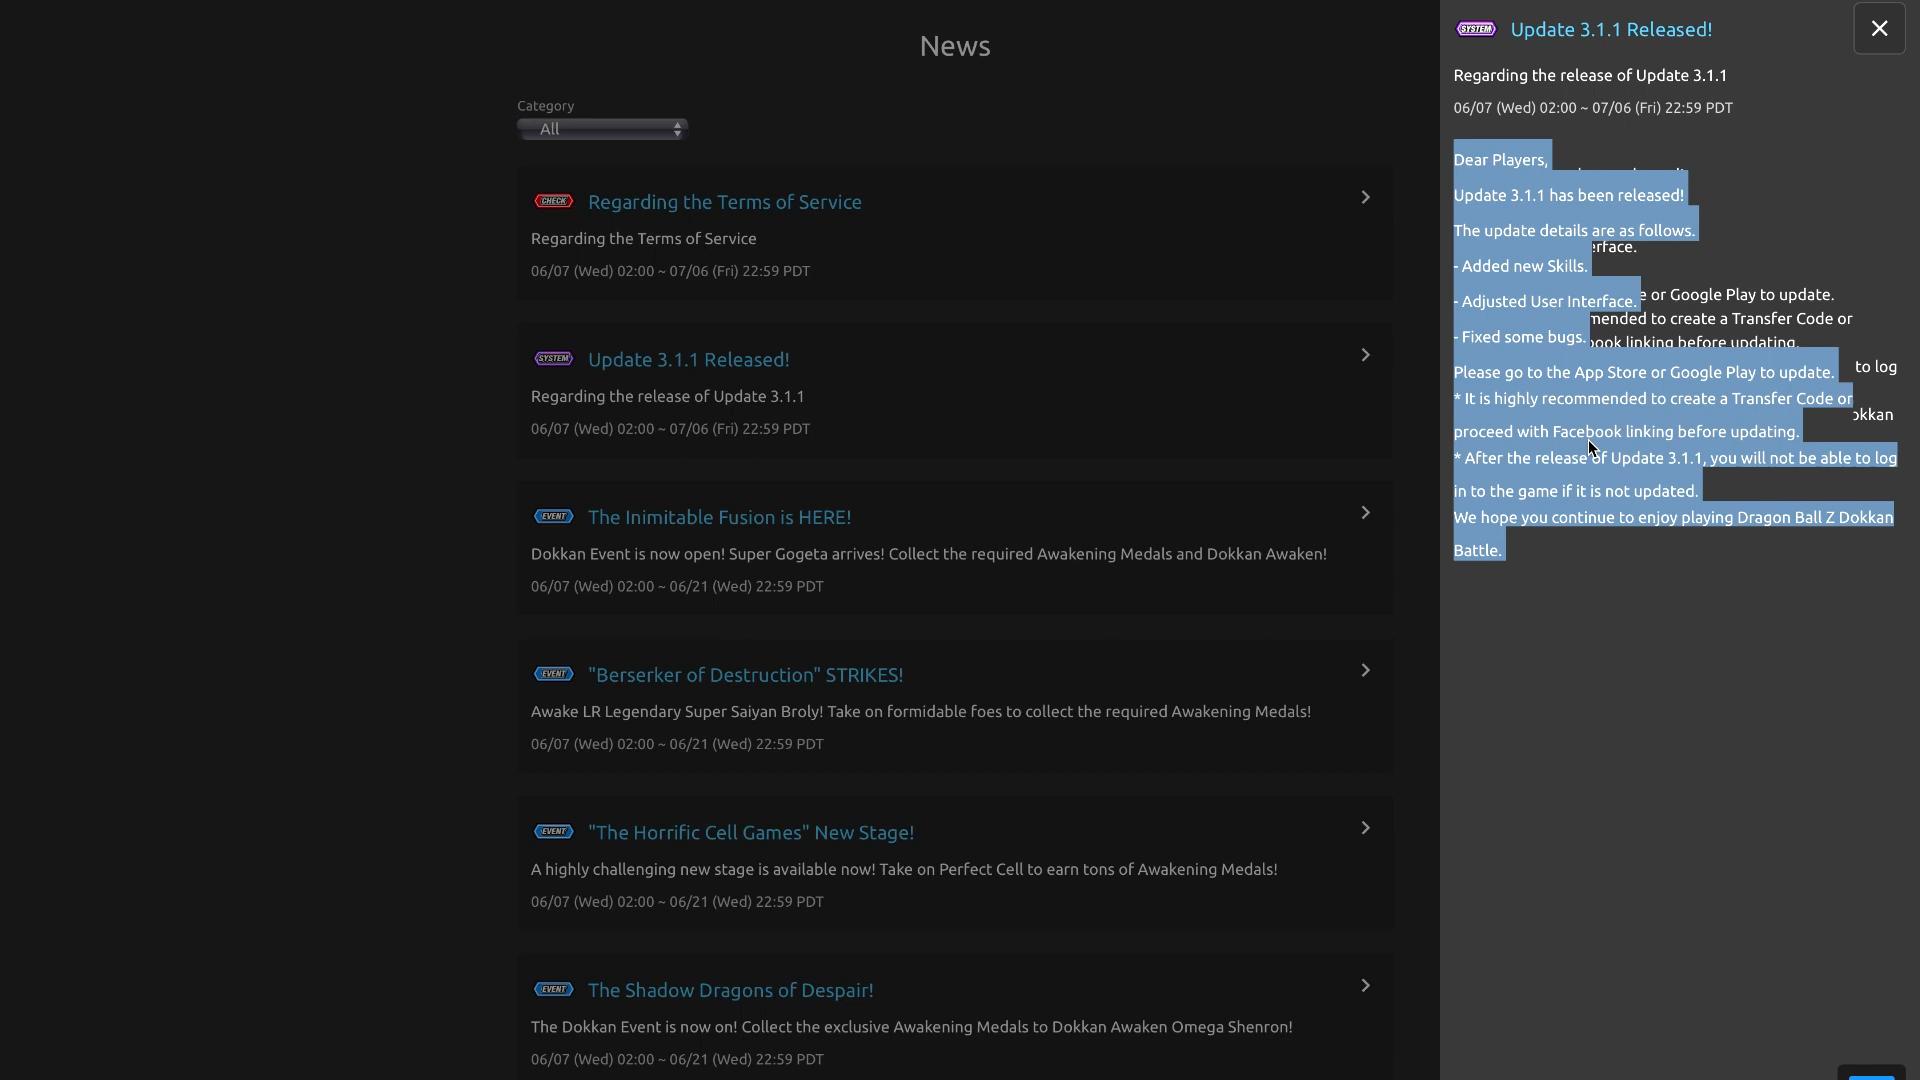 News
Category
All
CHECK Regarding the Terms of Service
Regarding the Terms of Service
06/07 (Wed) 02:00 ~ 07/06 (Fri) 22:59 PDT
SYSTEM Update 3.1.1 Released!
Regarding the release of Update 3.1.1
06/07 (Wed) 02:00 ~ 07/06 (Fri) 22:59 PDT
EVENT The Inimitable Fusion is HERE!
Dokkan Event is now open! Super Gogeta arrives! Collect the required Awakening Medals and Dokkan Awaken!
06/07 (Wed) 02:00 ~ 06/21 (Wed) 22:59 PDT
EVENT "Berserker of Destruction" STRIKES!
Awake LR Legendary Super Saiyan Broly! Take on formidable foes to collect the required Awakening Medals!
06/07 (Wed) 02:00 ~ 06/21 (Wed) 22:59 PDT
EVENT "The Horrific Cell Games" New Stage!
A highly challenging new stage is available now! Take on Perfect Cell to earn tons of Awakening Medals!
06/07 (Wed) 02:00 ~ 06/21 (Wed) 22:59 PDT
EVENT The Shadow Dragons of Despair!
The Dokkan Event is now on! Collect the exclusive Awakening Medals to Dokkan Awaken Omega Shenron!
06/07 (Wed) 02:00 ~ 06/21 (Wed) 22:59 PDT
SYSTEM Update 3.1.1 Released!
Regarding the release of Update 3.1.1
06/07 (Wed) 02:00 ~ 07/06 (Fri) 22:59 PDT
Dear Players,
Update 3.1.1 has been released!
The update details are as follows.
- Added new Skills.
- Adjusted User Interface.
- Fixed some bugs.
Please go to the App Store or Google Play to update.
* It is highly recommended to create a Transfer Code or
proceed with Facebook linking before updating.
* After the release of Update 3.1.1, you will not be able to log
in to the game if it is not updated.
We hope you continue to enjoy playing Dragon Ball Z Dokkan
Battle.
or Google Play to update.
to create a Transfer Code or
linking before updating.
to log